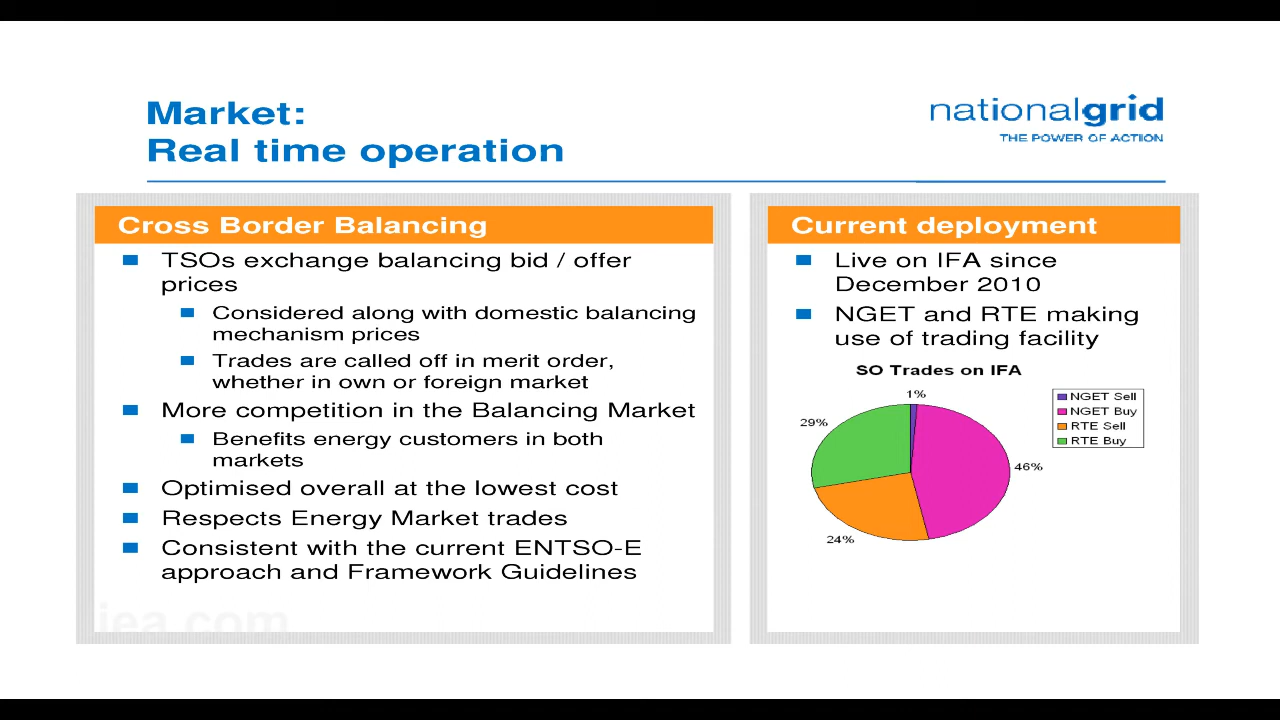 Market:
Real time operation
nationalgrid
THE POWER OF ACTION
Cross Border Balancing
TSOs exchange balancing bid / offer
prices
Considered along with domestic balancing
mechanism prices
Trades are called off in merit order,
whether in own or foreign market
More competition in the Balancing Market
Benefits energy customers in both
markets
Optimised overall at the lowest cost
Respects Energy Market trades
Consistent with the current ENTSO-E
approach and Framework Guidelines
iea.com
Current deployment
Live on IFA since
December 2010
NGET and RTE making
use of trading facility
SO Trades on IFA
1%
29%
46%
24%
NGET Sell
NGET Buy
RTE Sell
RTE Buy